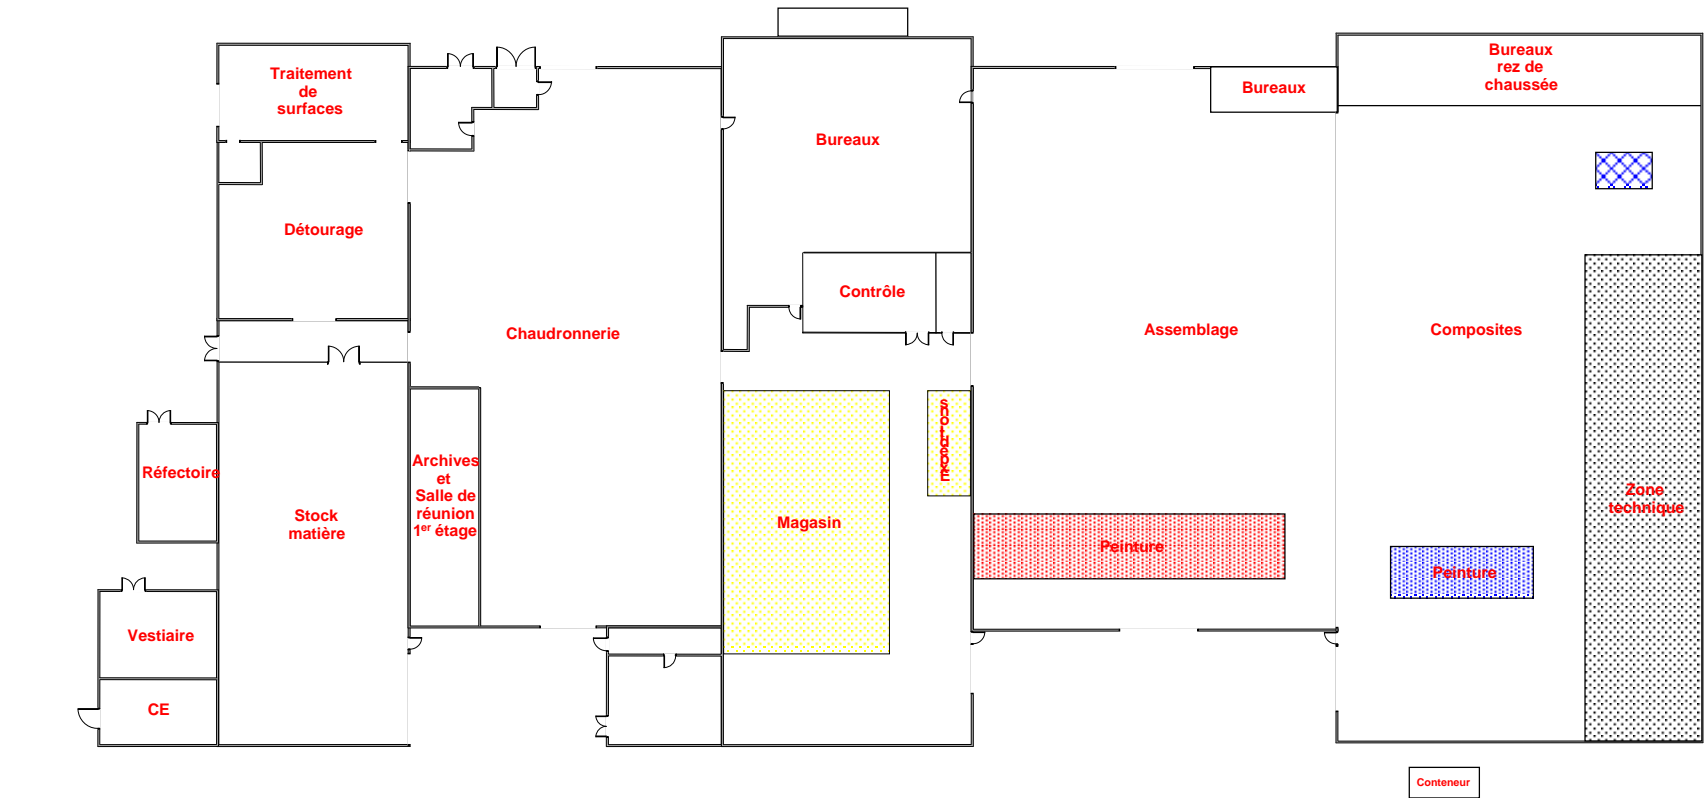 Traitement
de
surfaces
Bureaux
rez de
chaussée
Bureaux
Bureaux
Détourage
Contrôle
Chaudronnerie
Assemblage
Composites
Expéditions
Réfectoire
Archives
et
Salle de
réunion
1er étage
Stock
matière
Magasin
Zone
technique
Peinture
Peinture
Vestiaire
CE
Conteneur